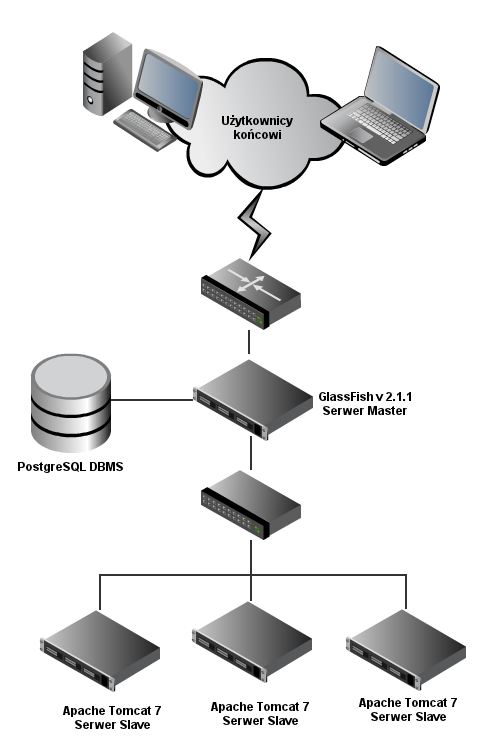 Użytkownicy
końcowi
GlassFish v 2.1.1
Serwer Master
PostgreSQL DBMS
Apache Tomcat 7
Serwer Slave
Apache Tomcat 7
Serwer Slave
Apache Tomcat 7
Serwer Slave